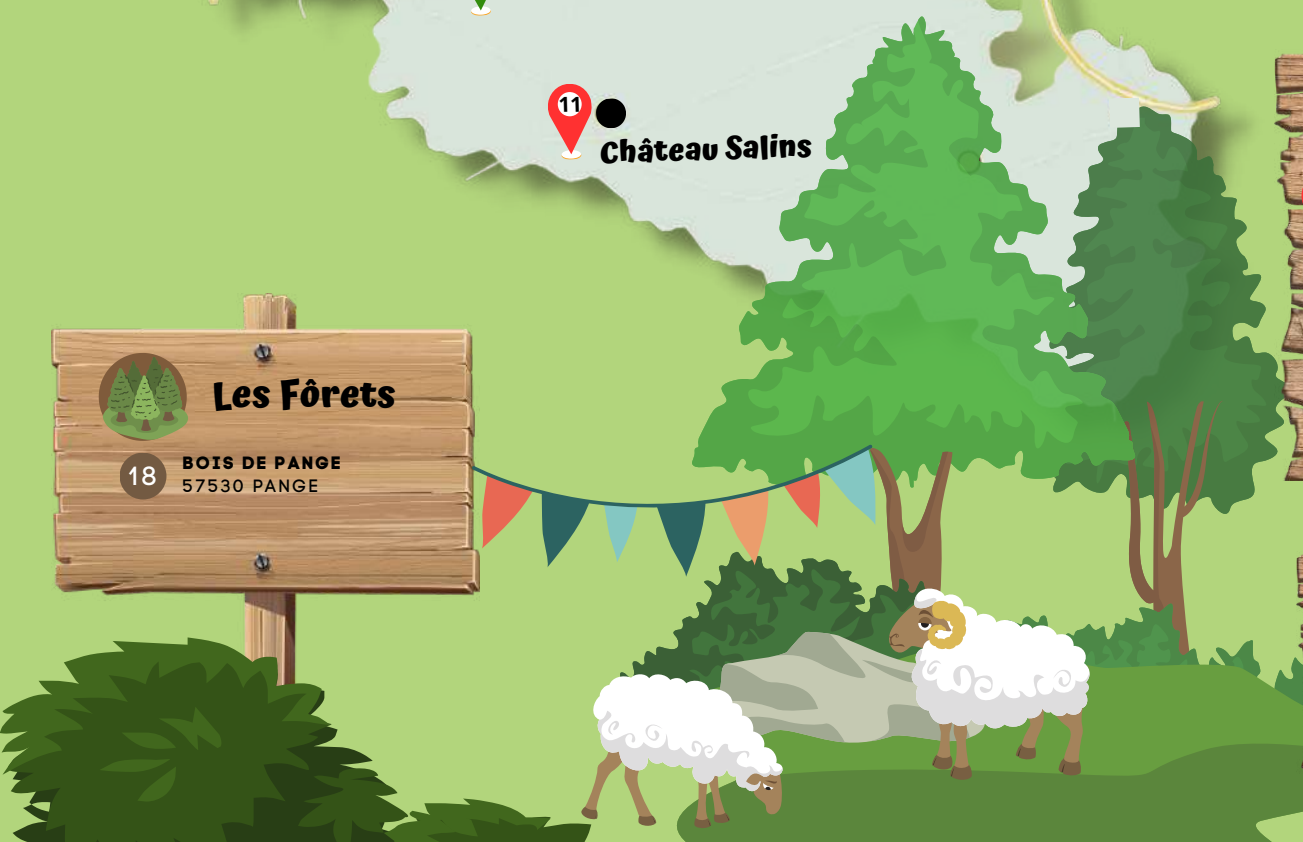 11
Château Salins
Les Fôrets
18
BOIS DE PANGE
57530 PANGE